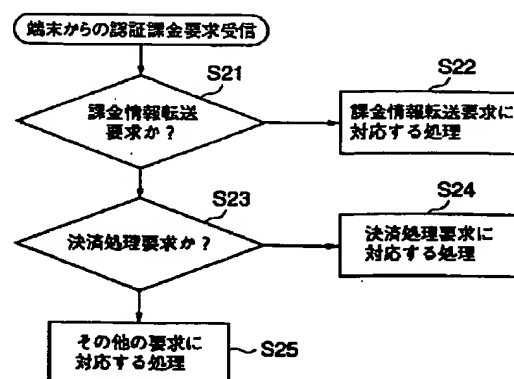 端末からの認証課金要求受信
S21
課金情報転送
要求か？
S22
課金情報転送要求に
対応する処理
S23
決済処理要求か？
S24
決済処理要求に
対応する処理
その他の要求に
対応する処理
S25